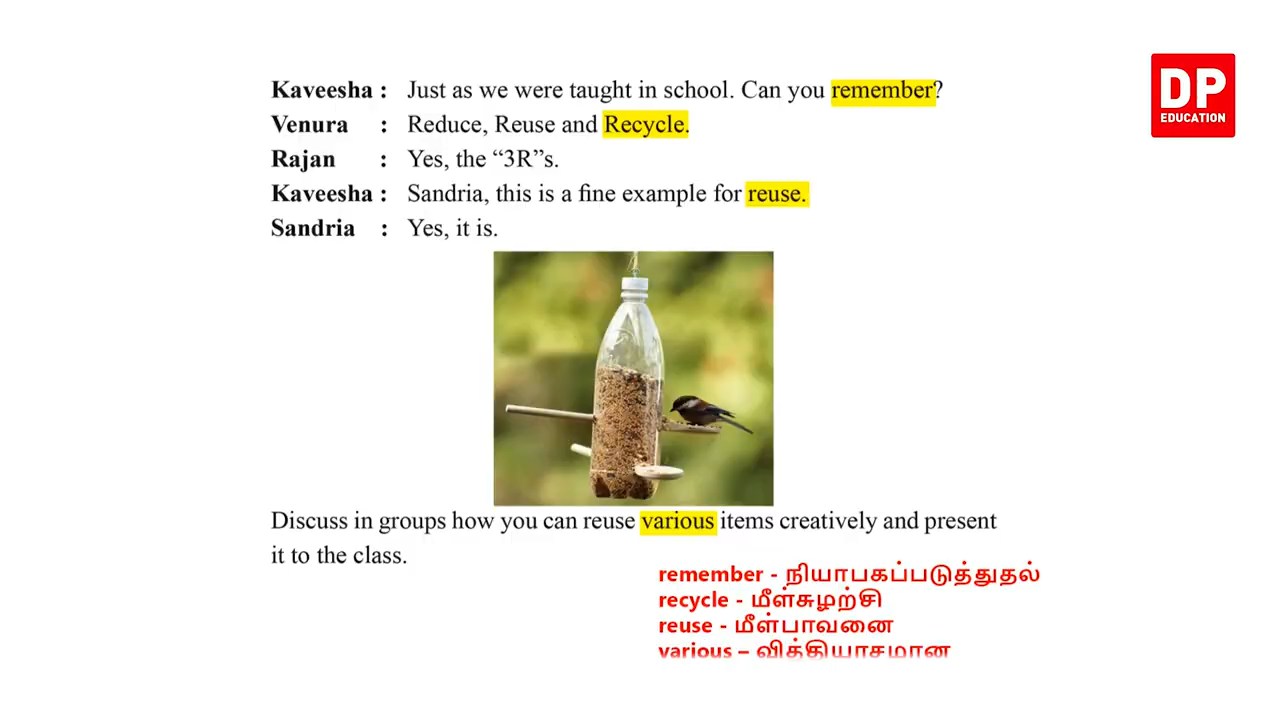 Kaveesha : Just as we were taught in school. Can you remember?
Venura : Reduce, Reuse and Recycle.
Rajan : Yes, the “3R”s.
Kaveesha : Sandria, this is a fine example for reuse.
Sandria : Yes, it is.
Discuss in groups how you can reuse various items creatively and present
it to the class.
remember - நியாபகப்படுத்துதல்
recycle - மீள்சுழற்சி
reuse - மீள்பாவனை
various – வித்தியாசமான
DP
EDUCATION